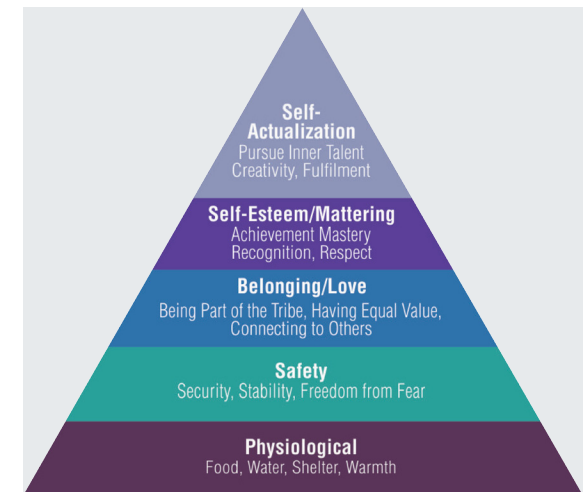 Self-
Actualization
Pursue Inner Talent
Creativity, Fulfilment
Self-Esteem/Mattering
Achievement Mastery
Recognition, Respect
Belonging/Love
Being Part of the Tribe, Having Equal Value,
Connecting to Others
Safety
Security, Stability, Freedom from Fear
Physiological
Food, Water, Shelter, Warmth